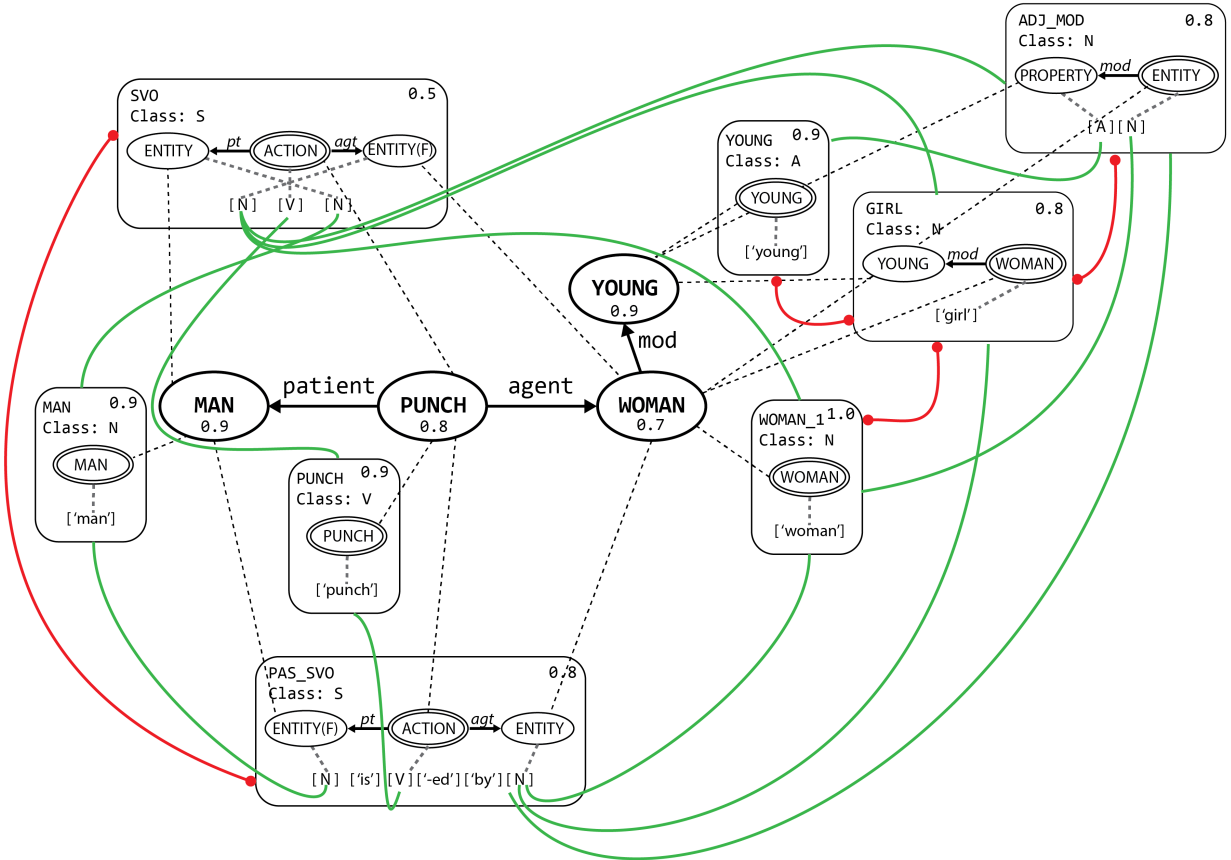 ADJ_MOD 0.8
Class: N
PROPERTY mod ENTITY
[A] [N]
SVO 0.5
Class: S
ENTITY pt ACTION agt ENTITY(F)
[N] [V] [N]
YOUNG 0.9
Class: A
YOUNG
['young']
GIRL 0.8
Class: N
YOUNG mod WOMAN
['girl']
YOUNG
0.9
mod
MAN
0.9
patient
PUNCH
0.8
agent
WOMAN
0.7
MAN 0.9
Class: N
MAN
['man']
PUNCH 0.9
Class: V
PUNCH
['punch']
WOMAN_1 1.0
Class: N
WOMAN
['woman']
PAS_SVO 0.8
Class: S
ENTITY(F) pt ACTION agt ENTITY
[N] ['is'] [V] ['-ed'] ['by'] [N]